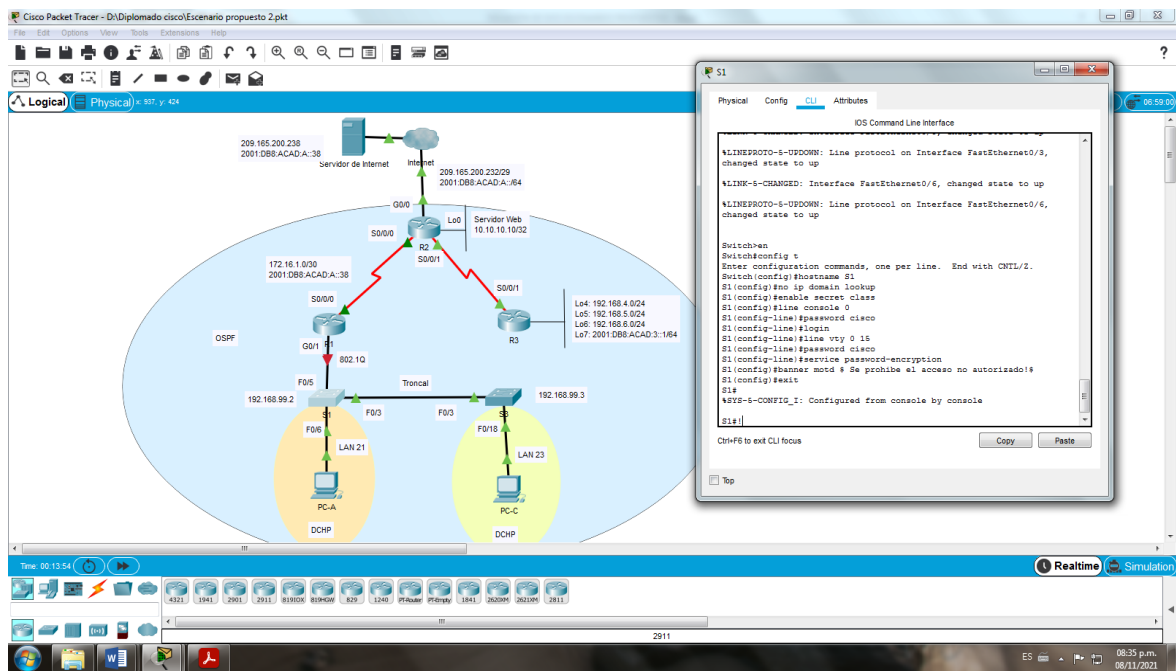 Cisco Packet Tracer - D:\Diplomado cisco\Escenario propuesto 2.pkt
File Edit Options View Tools Extensions Help
?
Logical Physical x: 937, y: 424
06:59:00
209.165.200.238
2001:DB8:ACAD:A::38
Servidor de Internet
Internet
209.165.200.232/29
2001:DB8:ACAD:A::/64
G0/0
Lo0
Servidor Web
10.10.10.10/32
S0/0/0
R2
S0/0/1
172.16.1.0/30
2001:DB8:ACAD:A::38
S0/0/1
S0/0/0
Lo4: 192.168.4.0/24
Lo5: 192.168.5.0/24
Lo6: 192.168.6.0/24
Lo7: 2001:DB8:ACAD:3::1/64
R3
OSPF
G0/1
R1
802.1Q
F0/5
Troncal
192.168.99.2
192.168.99.3
S1
F0/3
F0/3
S3
F0/6
F0/18
LAN 21
LAN 23
PC-A
PC-C
DCHP
DCHP
S1
Physical Config CLI Attributes
IOS Command Line Interface
%LINEPROTO-5-UPDOWN: Line protocol on Interface FastEthernet0/3,
changed state to up
%LINK-5-CHANGED: Interface FastEthernet0/6, changed state to up
%LINEPROTO-5-UPDOWN: Line protocol on Interface FastEthernet0/6,
changed state to up
Switch>en
Switch#config t
Enter configuration commands, one per line. End with CNTL/Z.
Switch(config)#hostname S1
S1(config)#no ip domain lookup
S1(config)#enable secret class
S1(config)#line console 0
S1(config-line)#password cisco
S1(config-line)#login
S1(config-line)#line vty 0 15
S1(config-line)#password cisco
S1(config-line)#service password-encryption
S1(config)#banner motd $ Se prohibe el acceso no autorizado!$
S1(config)#exit
S1#
%SYS-5-CONFIG_I: Configured from console by console
S1#!
Ctrl+F6 to exit CLI focus
Copy Paste
Top
Time: 00:13:54
Realtime Simulation
4321 1941 2901 2911 819IOX 819HGW 829 1240 PT-Router PT-Empty 1841 2620XM 2621XM 2811
2911
ES
08:35 p.m.
08/11/2021